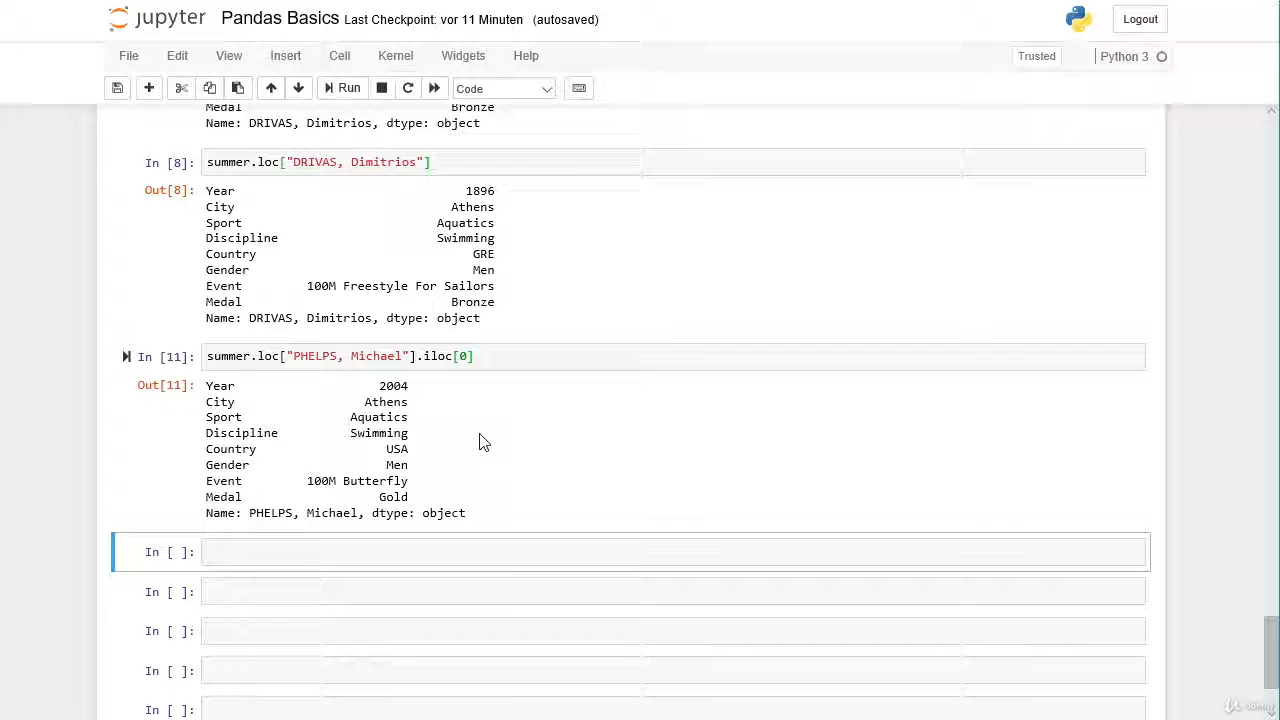 jupyter Pandas Basics Last Checkpoint: vor 11 Minuten (autosaved) Logout
File Edit View Insert Cell Kernel Widgets Help Trusted Python 3
Run Code
Medal Bronze
Name: DRIVAS, Dimitrios, dtype: object
In [8]: summer.loc["DRIVAS, Dimitrios"]
Out[8]: Year 1896
City Athens
Sport Aquatics
Discipline Swimming
Country GRE
Gender Men
Event 100M Freestyle For Sailors
Medal Bronze
Name: DRIVAS, Dimitrios, dtype: object
In [11]: summer.loc["PHELPS, Michael"].iloc[0]
Out[11]: Year 2004
City Athens
Sport Aquatics
Discipline Swimming
Country USA
Gender Men
Event 100M Butterfly
Medal Gold
Name: PHELPS, Michael, dtype: object
In [ ]:
In [ ]:
In [ ]:
In [ ]:
In [ ]:
Udemy